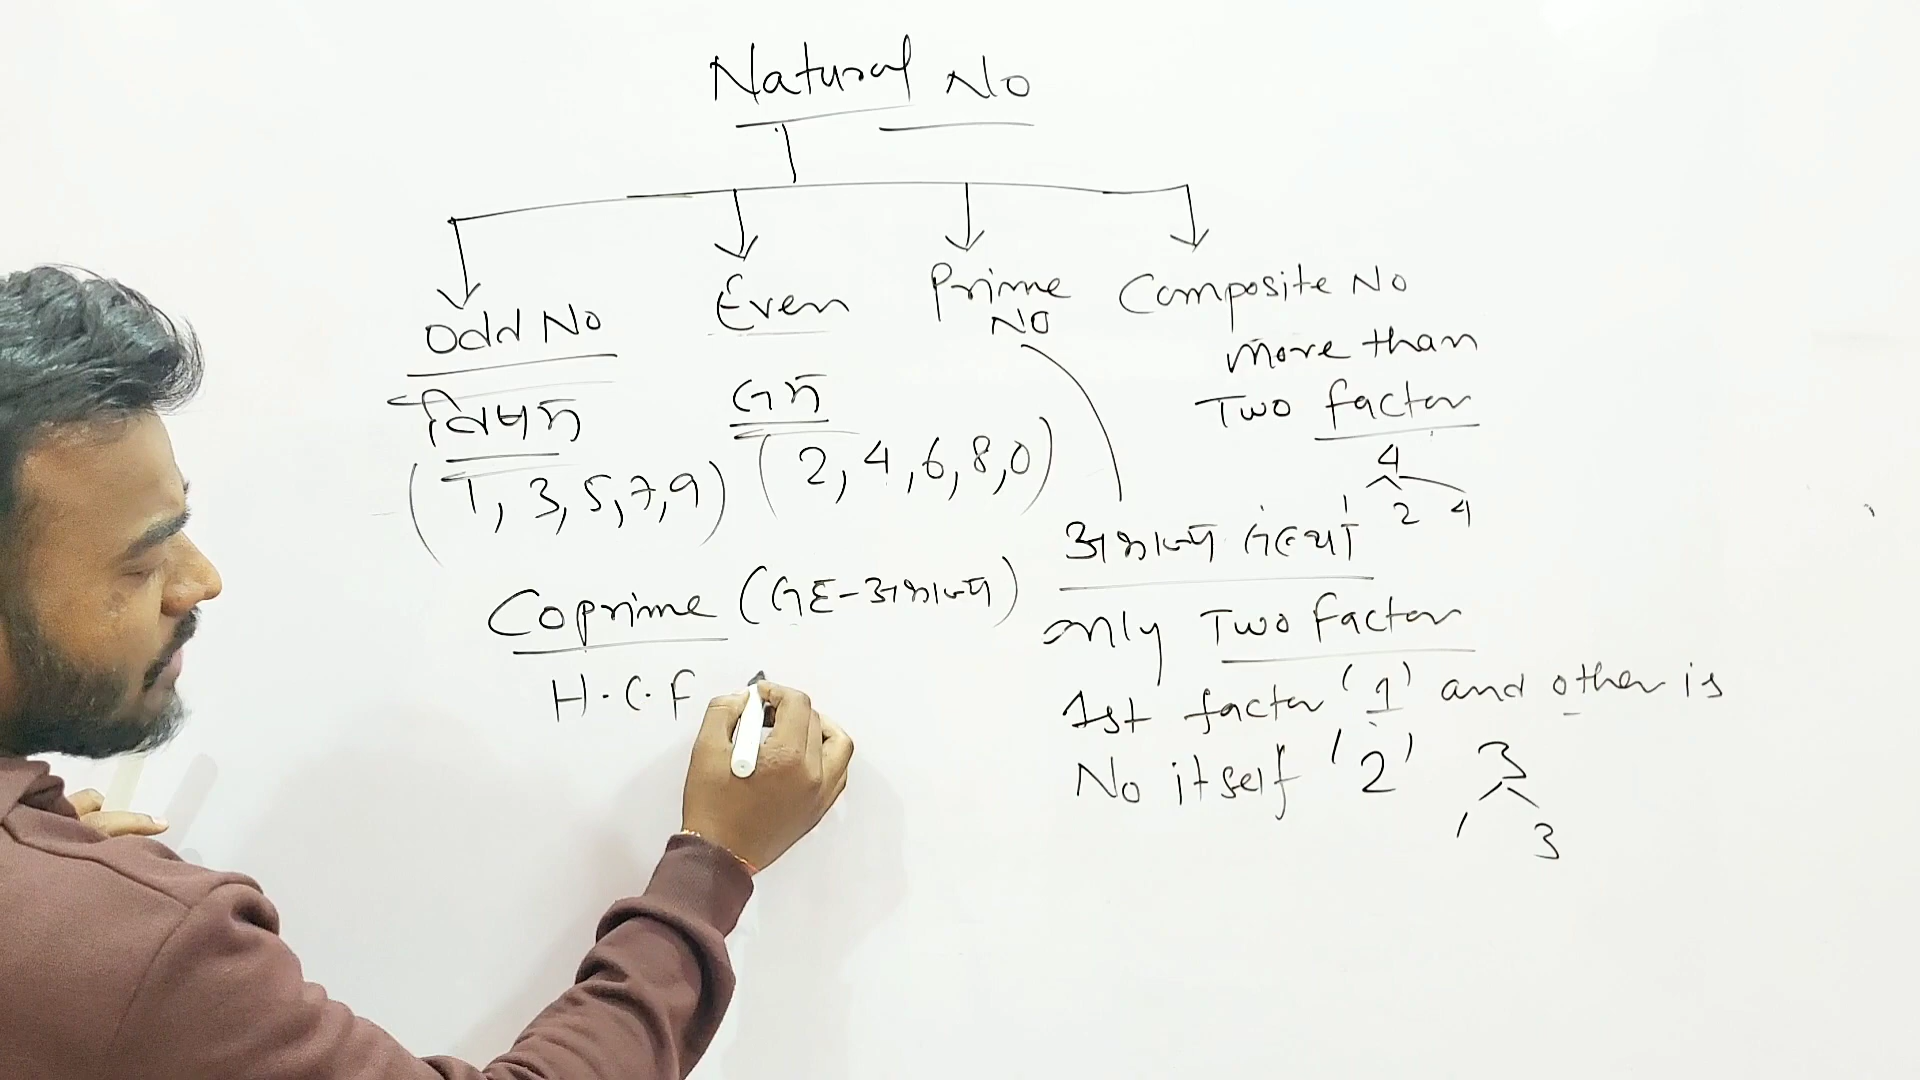 Natural No
Odd No
विषम
(1, 3, 5, 7, 9)
Even
सम
(2, 4, 6, 8, 0)
Prime
NO
अभाज्य संख्या
only Two factor
1st factor '1' and other is
No itself '2'
3
1 3
Composite No
more than
Two factor
4
1 2 4
Coprime (सह-अभाज्य)
H.C.F